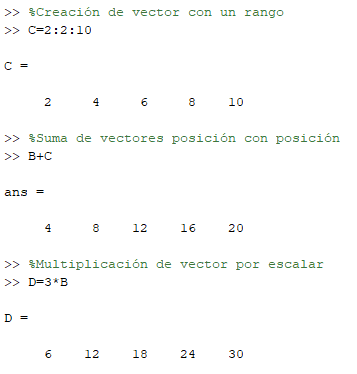 >> %Creación de vector con un rango
>> C=2:2:10
C =
2 4 6 8 10
>> %Suma de vectores posición con posición
>> B+C
ans =
4 8 12 16 20
>> %Multiplicación de vector por escalar
>> D=3*B
D =
6 12 18 24 30